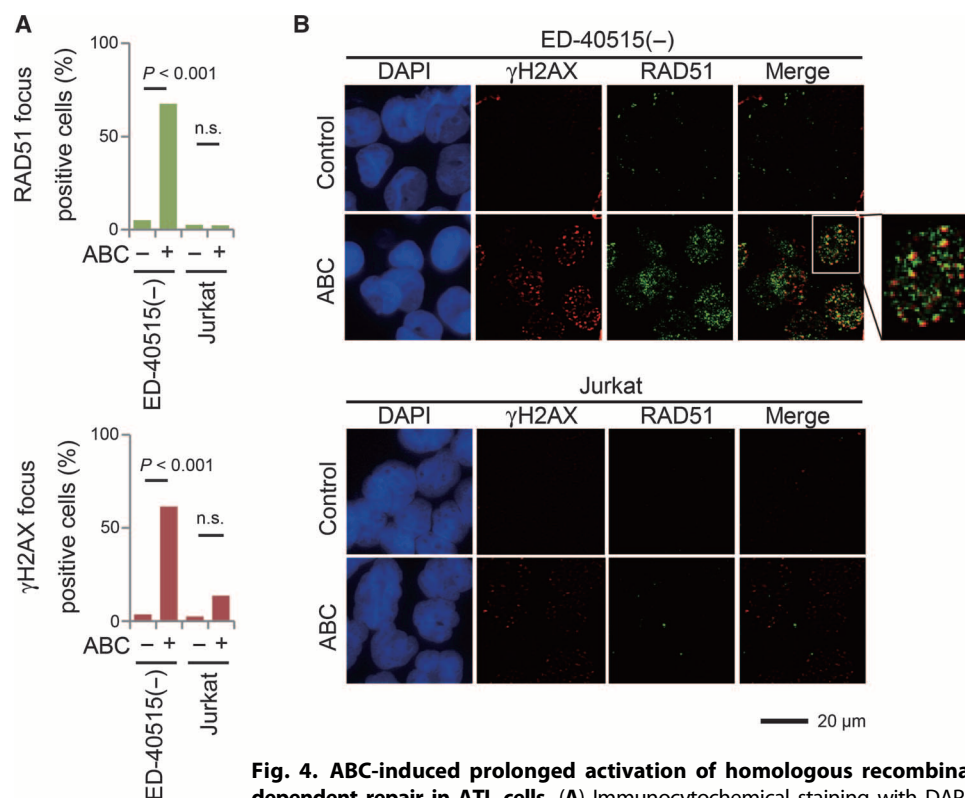 A
RAD51 focus
positive cells (%)
100
50
0
P < 0.001
n.s.
ABC – + – +
ED-40515(–)
Jurkat
γH2AX focus
positive cells (%)
100
50
0
P < 0.001
n.s.
ABC – + – +
ED-40515(–)
Jurkat
B
ED-40515(–)
DAPI γH2AX RAD51 Merge
Control
ABC
Jurkat
DAPI γH2AX RAD51 Merge
Control
ABC
20 μm
Fig. 4. ABC-induced prolonged activation of homologous recombina
dependent repair in ATL cells. (A) Immunocytochemical staining with DAP